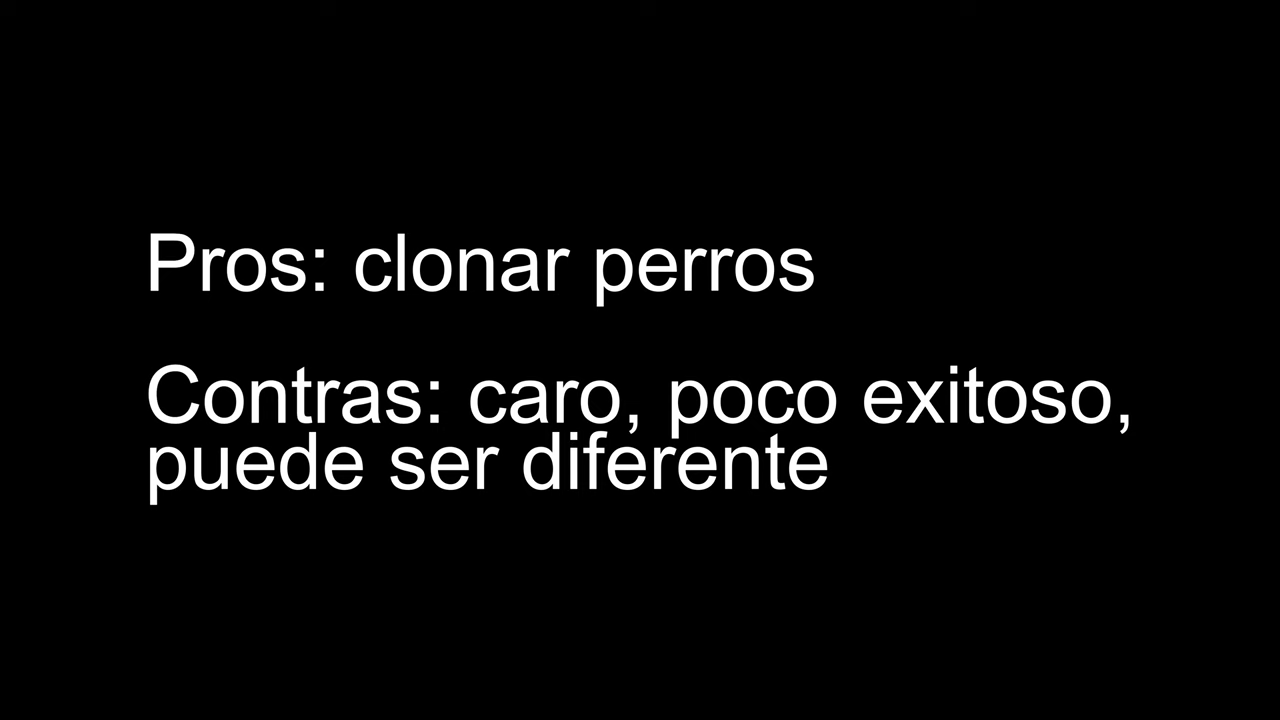 Pros: clonar perros
Contras: caro, poco exitoso,
puede ser diferente